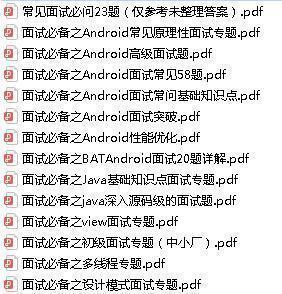 常见面试必问23题（仅参考未整理答案）.pdf
面试必备之Android常见原理性面试专题.pdf
面试必备之Android高级面试题.pdf
面试必备之Android面试常见58题.pdf
面试必备之Android面试常问基础知识点.pdf
面试必备之Android面试突破.pdf
面试必备之Android性能优化.pdf
面试必备之BATAndroid面试20题详解.pdf
面试必备之Java基础知识点面试专题.pdf
面试必备之java深入源码级的面试题.pdf
面试必备之view面试专题.pdf
面试必备之初级面试专题（中小厂）.pdf
面试必备之多线程专题.pdf
面试必备之设计模式面试专题.pdf